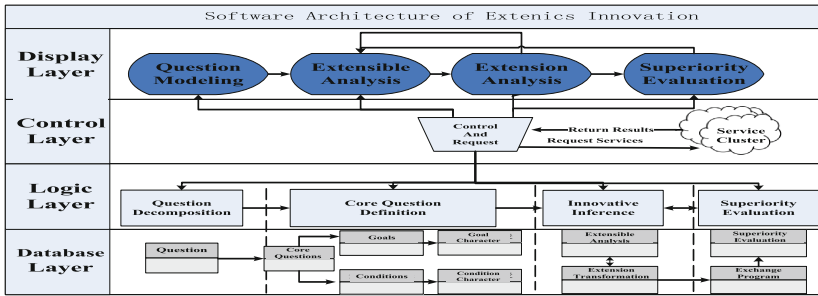 Software Architecture of Extenics Innovation
Display
Layer
Question
Modeling
Extensible
Analysis
Extension
Analysis
Superiority
Evaluation
Control
Layer
Control
And
Request
Return Results
Request Services
Service
Cluster
Logic
Layer
Question
Decomposition
Core Question
Definition
Innovative
Inference
Superiority
Evaluation
Database
Layer
Question
Core
Questions
Goals
Goal
Character
Conditions
Condition
Character
Extensible
Analysis
Extension
Transformation
Superiority
Evaluation
Exchange
Program